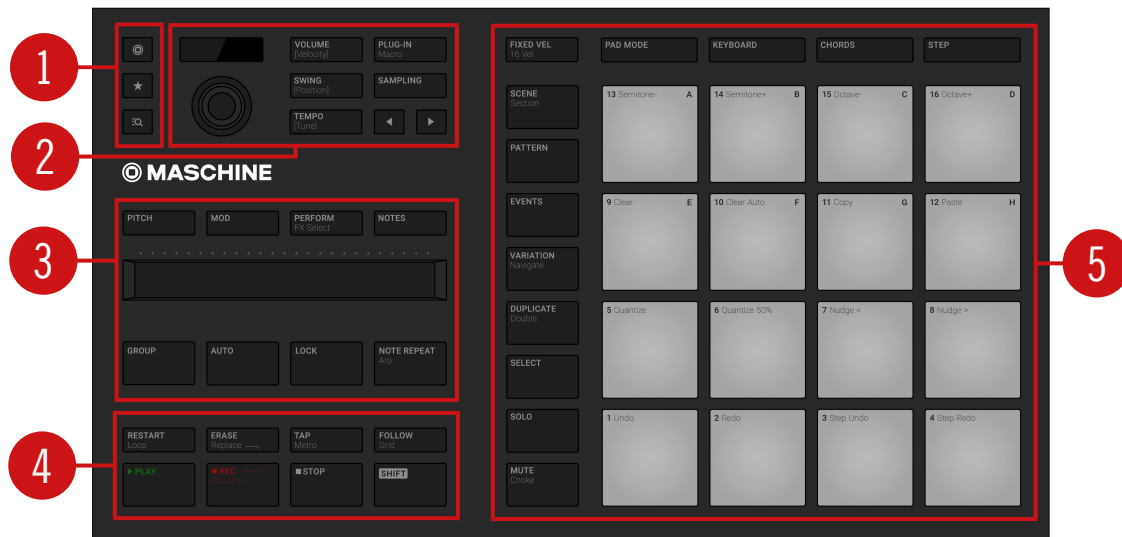 1
2
3
4
5
VOLUME
[Velocity]
PLUG-IN
Macro
SWING
[Position]
SAMPLING
TEMPO
[Tune]
MASCHINE
PITCH
MOD
PERFORM
FX Select
NOTES
GROUP
AUTO
LOCK
NOTE REPEAT
Arp
RESTART
Loop
ERASE
Replace
TAP
Metro
FOLLOW
Grid
PLAY
REC
STOP
SHIFT
FIXED VEL
16 Vel
PAD MODE
KEYBOARD
CHORDS
STEP
SCENE
Section
PATTERN
EVENTS
VARIATION
Navigate
DUPLICATE
Double
SELECT
SOLO
MUTE
Choke
13 Semitone- A
14 Semitone+ B
15 Octave- C
16 Octave+ D
9 Clear E
10 Clear Auto F
11 Copy G
12 Paste H
5 Quantize
6 Quantize 50%
7 Nudge <
8 Nudge >
1 Undo
2 Redo
3 Step Undo
4 Step Redo